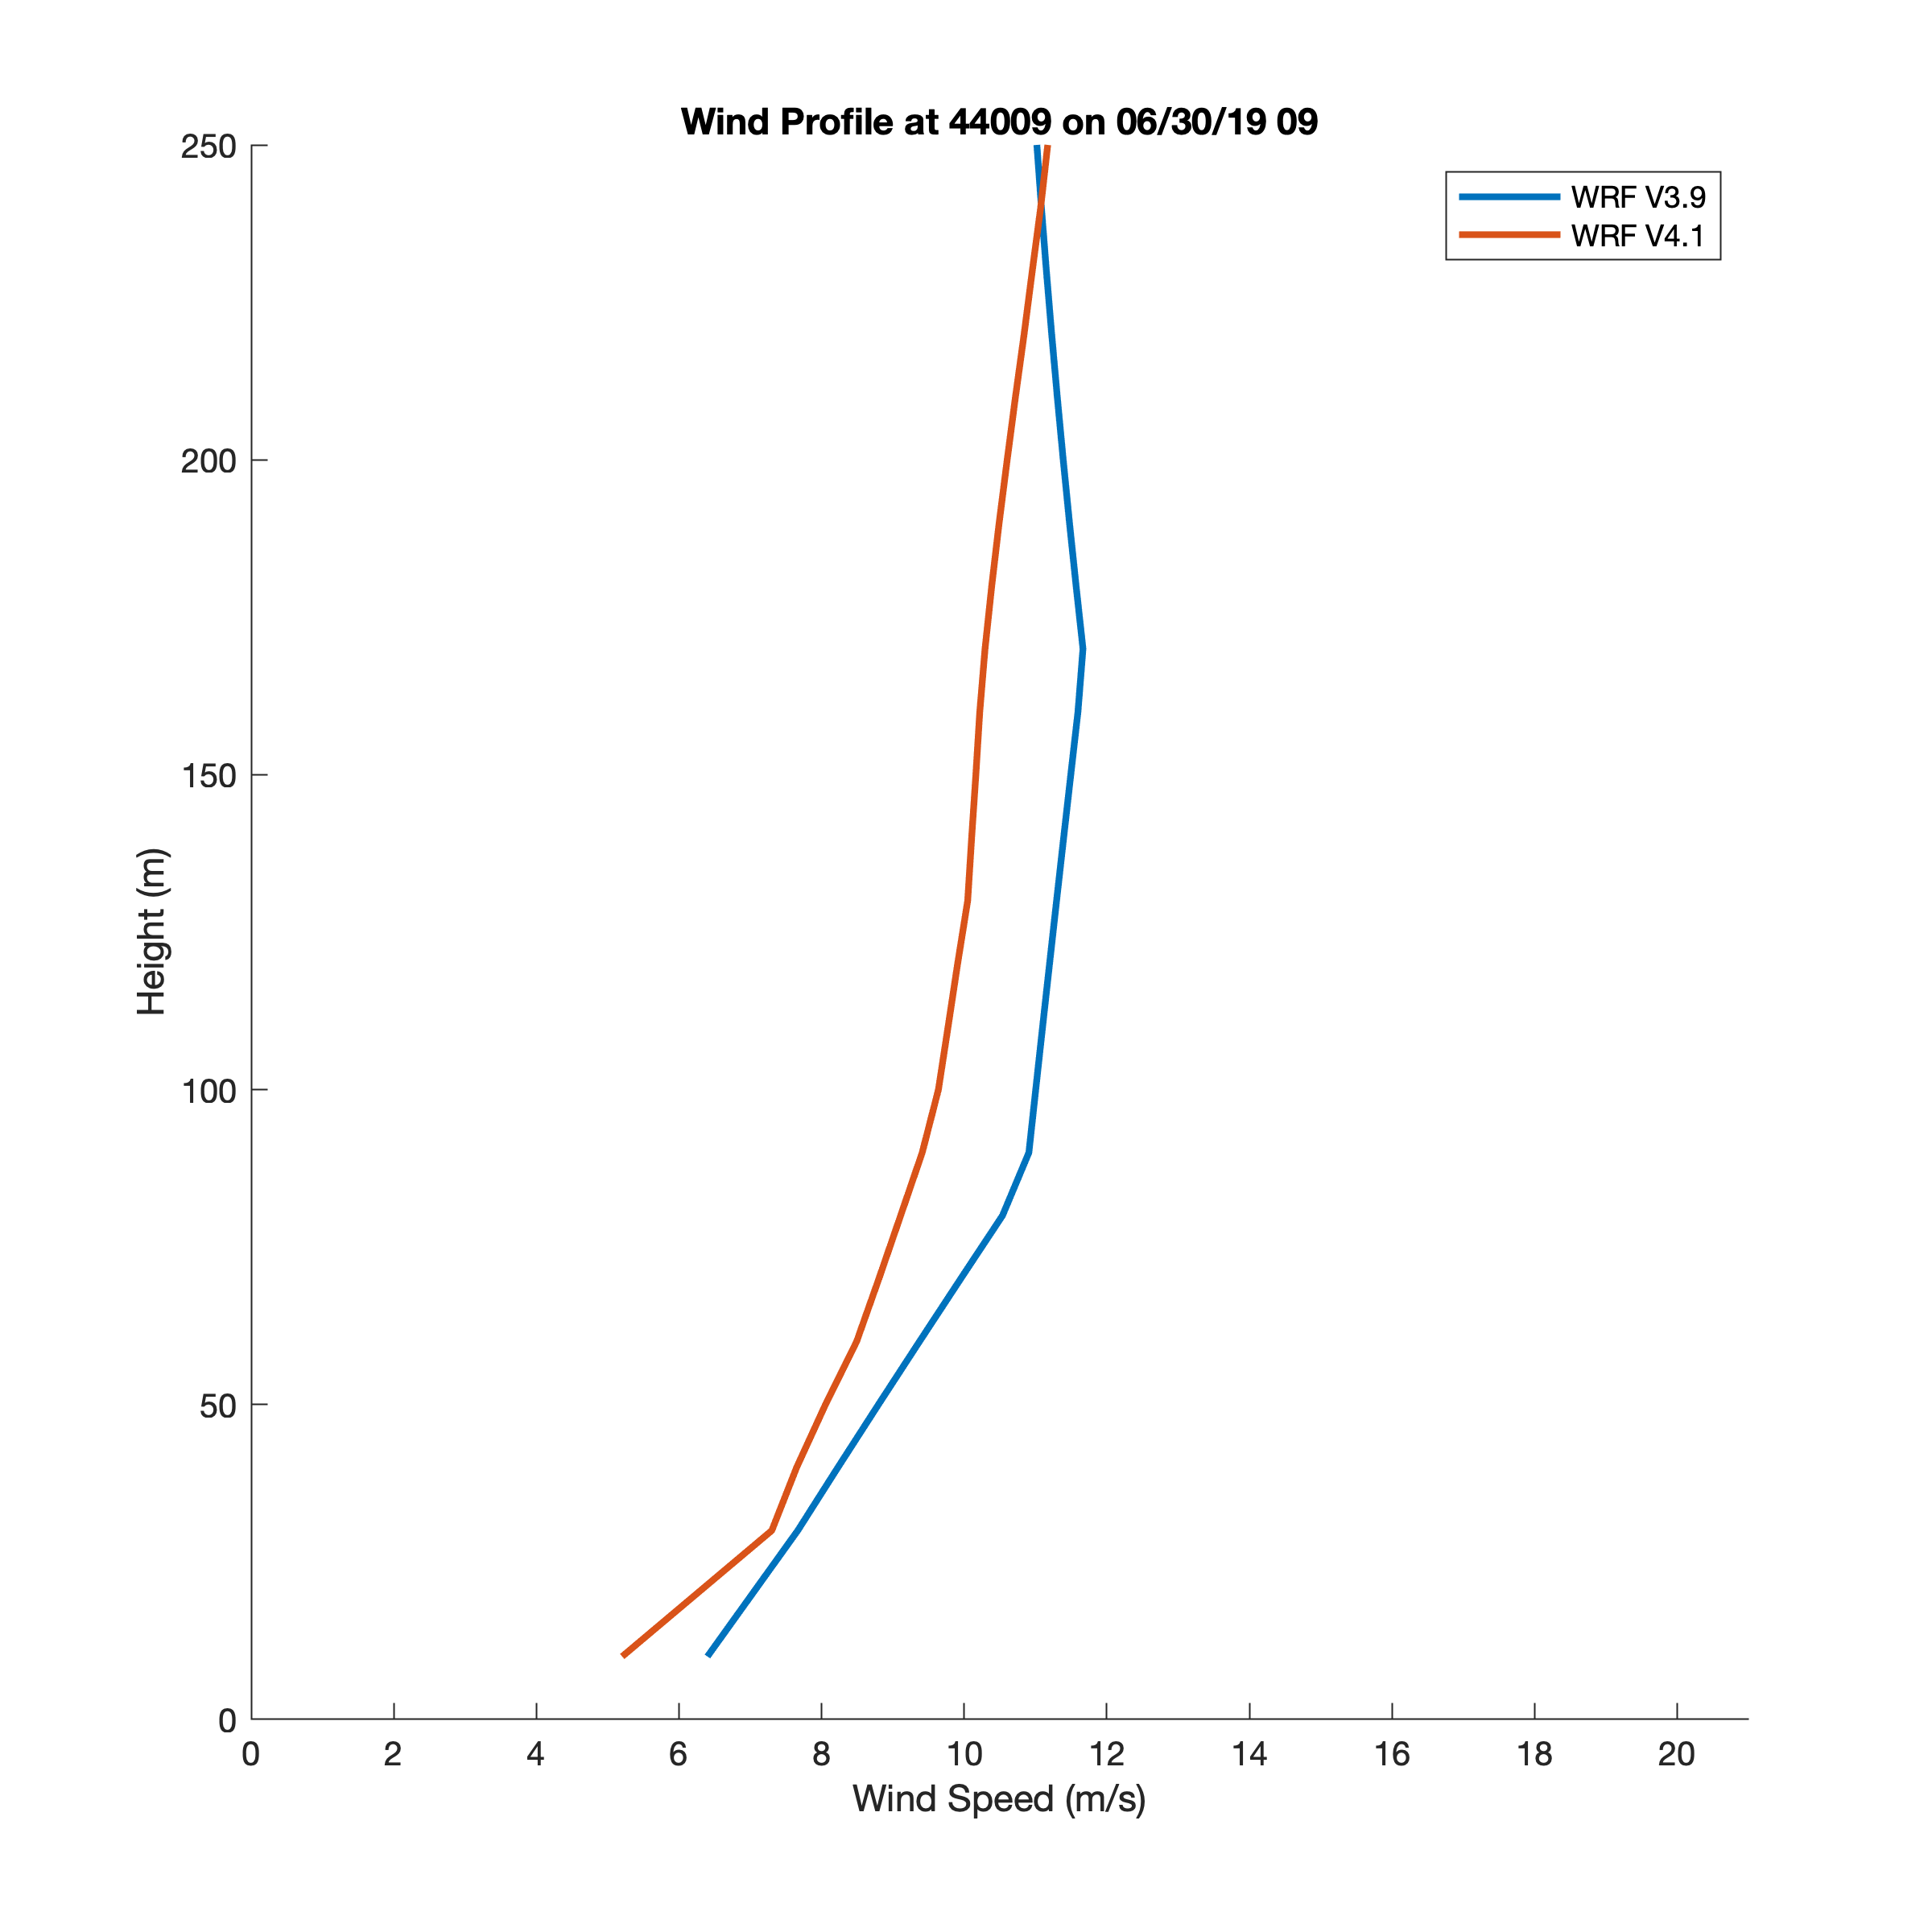 Wind Profile at 44009 on 06/30/19 09
WRF V3.9
WRF V4.1
250
200
150
100
50
0
Height (m)
0 2 4 6 8 10 12 14 16 18 20
Wind Speed (m/s)